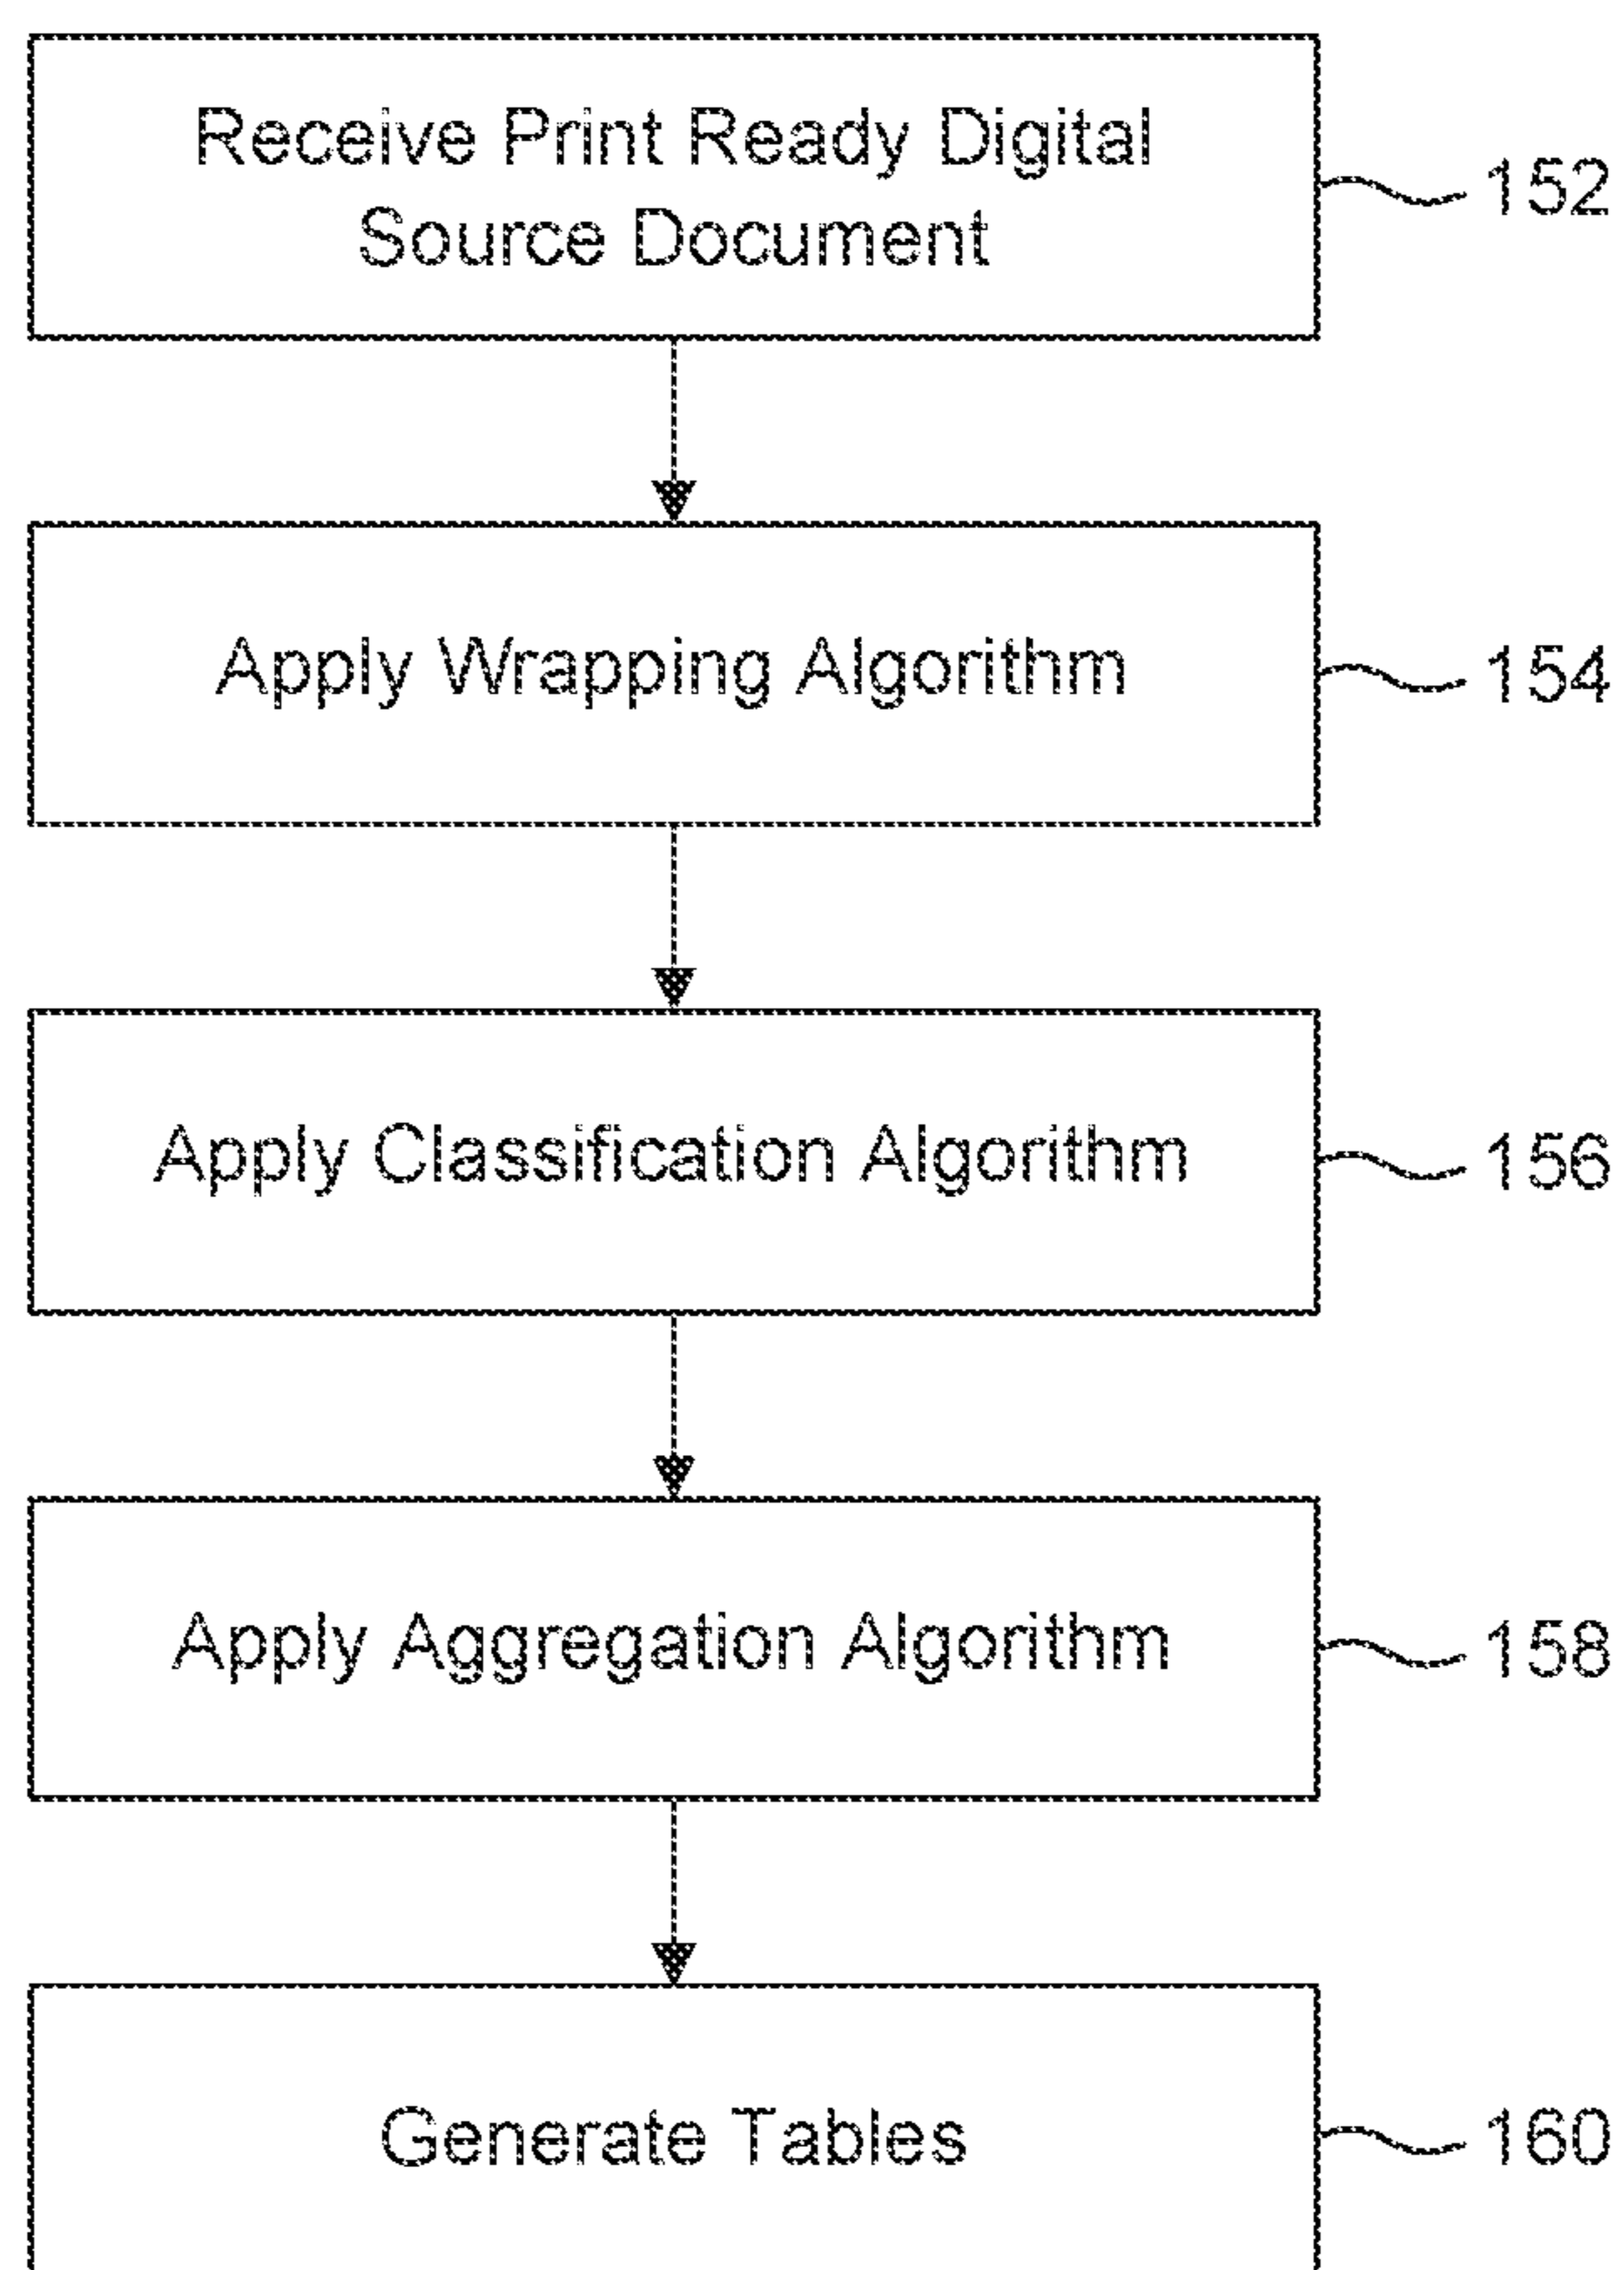 Receive Print Ready Digital
Source Document
152
Apply Wrapping Algorithm
154
Apply Classification Algorithm
156
Apply Aggregation Algorithm
158
Generate Tables
160